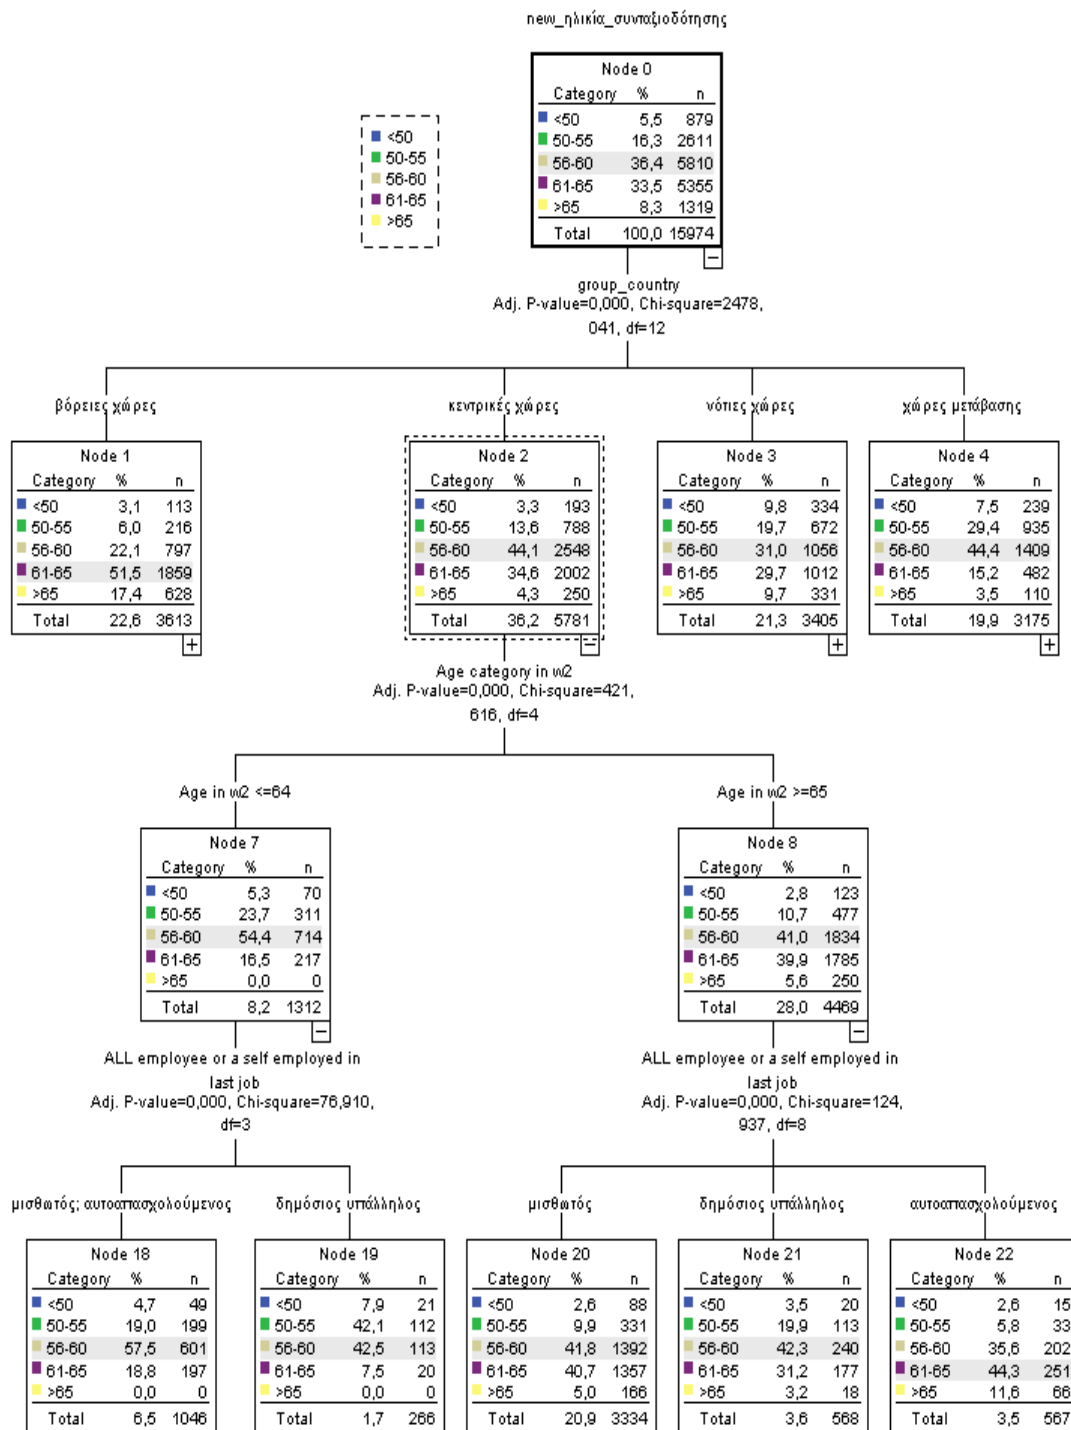 new_ηλικία_συνταξιοδότησης
Node 0
Category % n
<50 5,5 879
50-55 16,3 2611
56-60 36,4 5810
61-65 33,5 5355
>65 8,3 1319
Total 100,0 15974
<50
50-55
56-60
61-65
>65
group_country
Adj. P-value=0,000, Chi-square=2478,
041, df=12
βόρειες χώρες
κεντρικές χώρες
νότιες χώρες
χώρες μετάβασης
Node 1
Category % n
<50 3,1 113
50-55 6,0 216
56-60 22,1 797
61-65 51,5 1859
>65 17,4 628
Total 22,6 3613
Node 2
Category % n
<50 3,3 193
50-55 13,6 788
56-60 44,1 2548
61-65 34,6 2002
>65 4,3 250
Total 36,2 5781
Node 3
Category % n
<50 9,8 334
50-55 19,7 672
56-60 31,0 1056
61-65 29,7 1012
>65 9,7 331
Total 21,3 3405
Node 4
Category % n
<50 7,5 239
50-55 29,4 935
56-60 44,4 1409
61-65 15,2 482
>65 3,5 110
Total 19,9 3175
Age category in w2
Adj. P-value=0,000, Chi-square=421,
616, df=4
Age in w2 <=64
Age in w2 >=65
Node 7
Category % n
<50 5,3 70
50-55 23,7 311
56-60 54,4 714
61-65 16,5 217
>65 0,0 0
Total 8,2 1312
Node 8
Category % n
<50 2,8 123
50-55 10,7 477
56-60 41,0 1834
61-65 39,9 1785
>65 5,6 250
Total 28,0 4469
ALL employee or a self employed in
last job
Adj. P-value=0,000, Chi-square=76,910,
df=3
ALL employee or a self employed in
last job
Adj. P-value=0,000, Chi-square=124,
937, df=8
μισθωτός; αυτοαπασχολούμενος
δημόσιος υπάλληλος
μισθωτός
δημόσιος υπάλληλος
αυτοαπασχολούμενος
Node 18
Category % n
<50 4,7 49
50-55 19,0 199
56-60 57,5 601
61-65 18,8 197
>65 0,0 0
Total 6,5 1046
Node 19
Category % n
<50 7,9 21
50-55 42,1 112
56-60 42,5 113
61-65 7,5 20
>65 0,0 0
Total 1,7 266
Node 20
Category % n
<50 2,6 88
50-55 9,9 331
56-60 41,8 1392
61-65 40,7 1357
>65 5,0 166
Total 20,9 3334
Node 21
Category % n
<50 3,5 20
50-55 19,9 113
56-60 42,3 240
61-65 31,2 177
>65 3,2 18
Total 3,6 568
Node 22
Category % n
<50 2,6 15
50-55 5,8 33
56-60 35,6 202
61-65 44,3 251
>65 11,6 66
Total 3,5 567